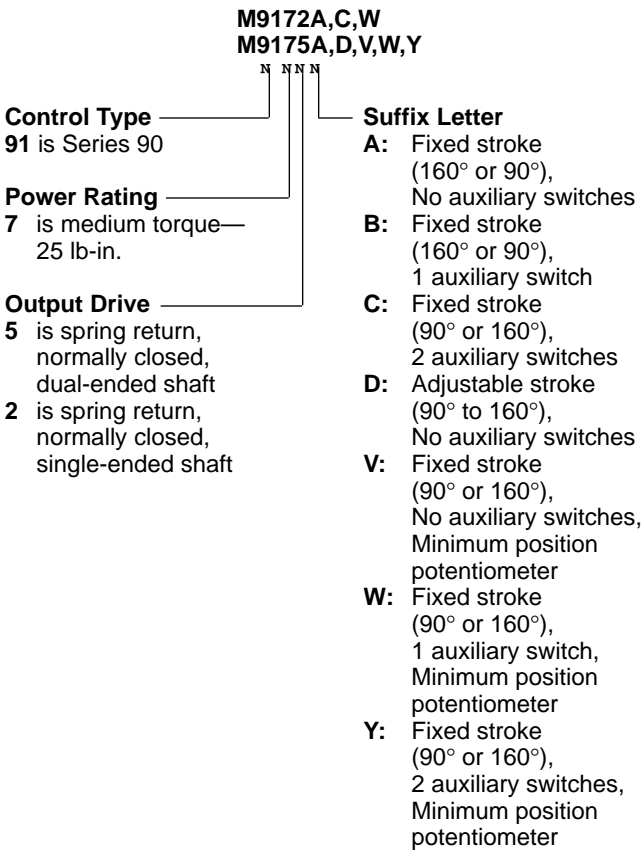 M9172A,C,W
M9175A,D,V,W,Y
N N N N
Control Type
91 is Series 90
Power Rating
7 is medium torque—
25 lb-in.
Output Drive
5 is spring return,
normally closed,
dual-ended shaft
2 is spring return,
normally closed,
single-ended shaft
Suffix Letter
A: Fixed stroke
(160° or 90°),
No auxiliary switches
B: Fixed stroke
(160° or 90°),
1 auxiliary switch
C: Fixed stroke
(90° or 160°),
2 auxiliary switches
D: Adjustable stroke
(90° to 160°),
No auxiliary switches
V: Fixed stroke
(90° or 160°),
No auxiliary switches,
Minimum position
potentiometer
W: Fixed stroke
(90° or 160°),
1 auxiliary switch,
Minimum position
potentiometer
Y: Fixed stroke
(90° or 160°),
2 auxiliary switches,
Minimum position
potentiometer